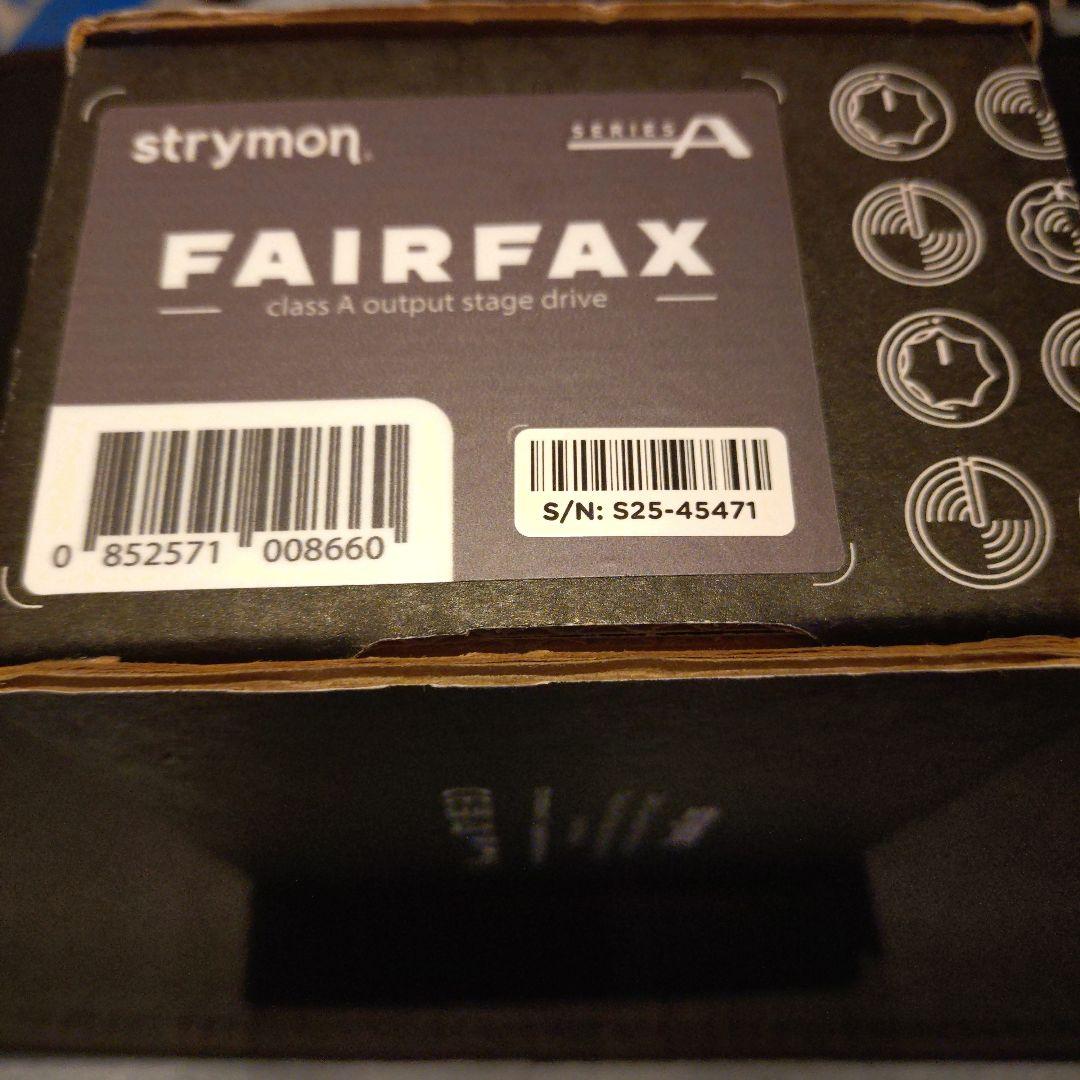 strymon®
SERIES A
FAIRFAX
class A output stage drive
0 852571 008660
S/N: S25-45471